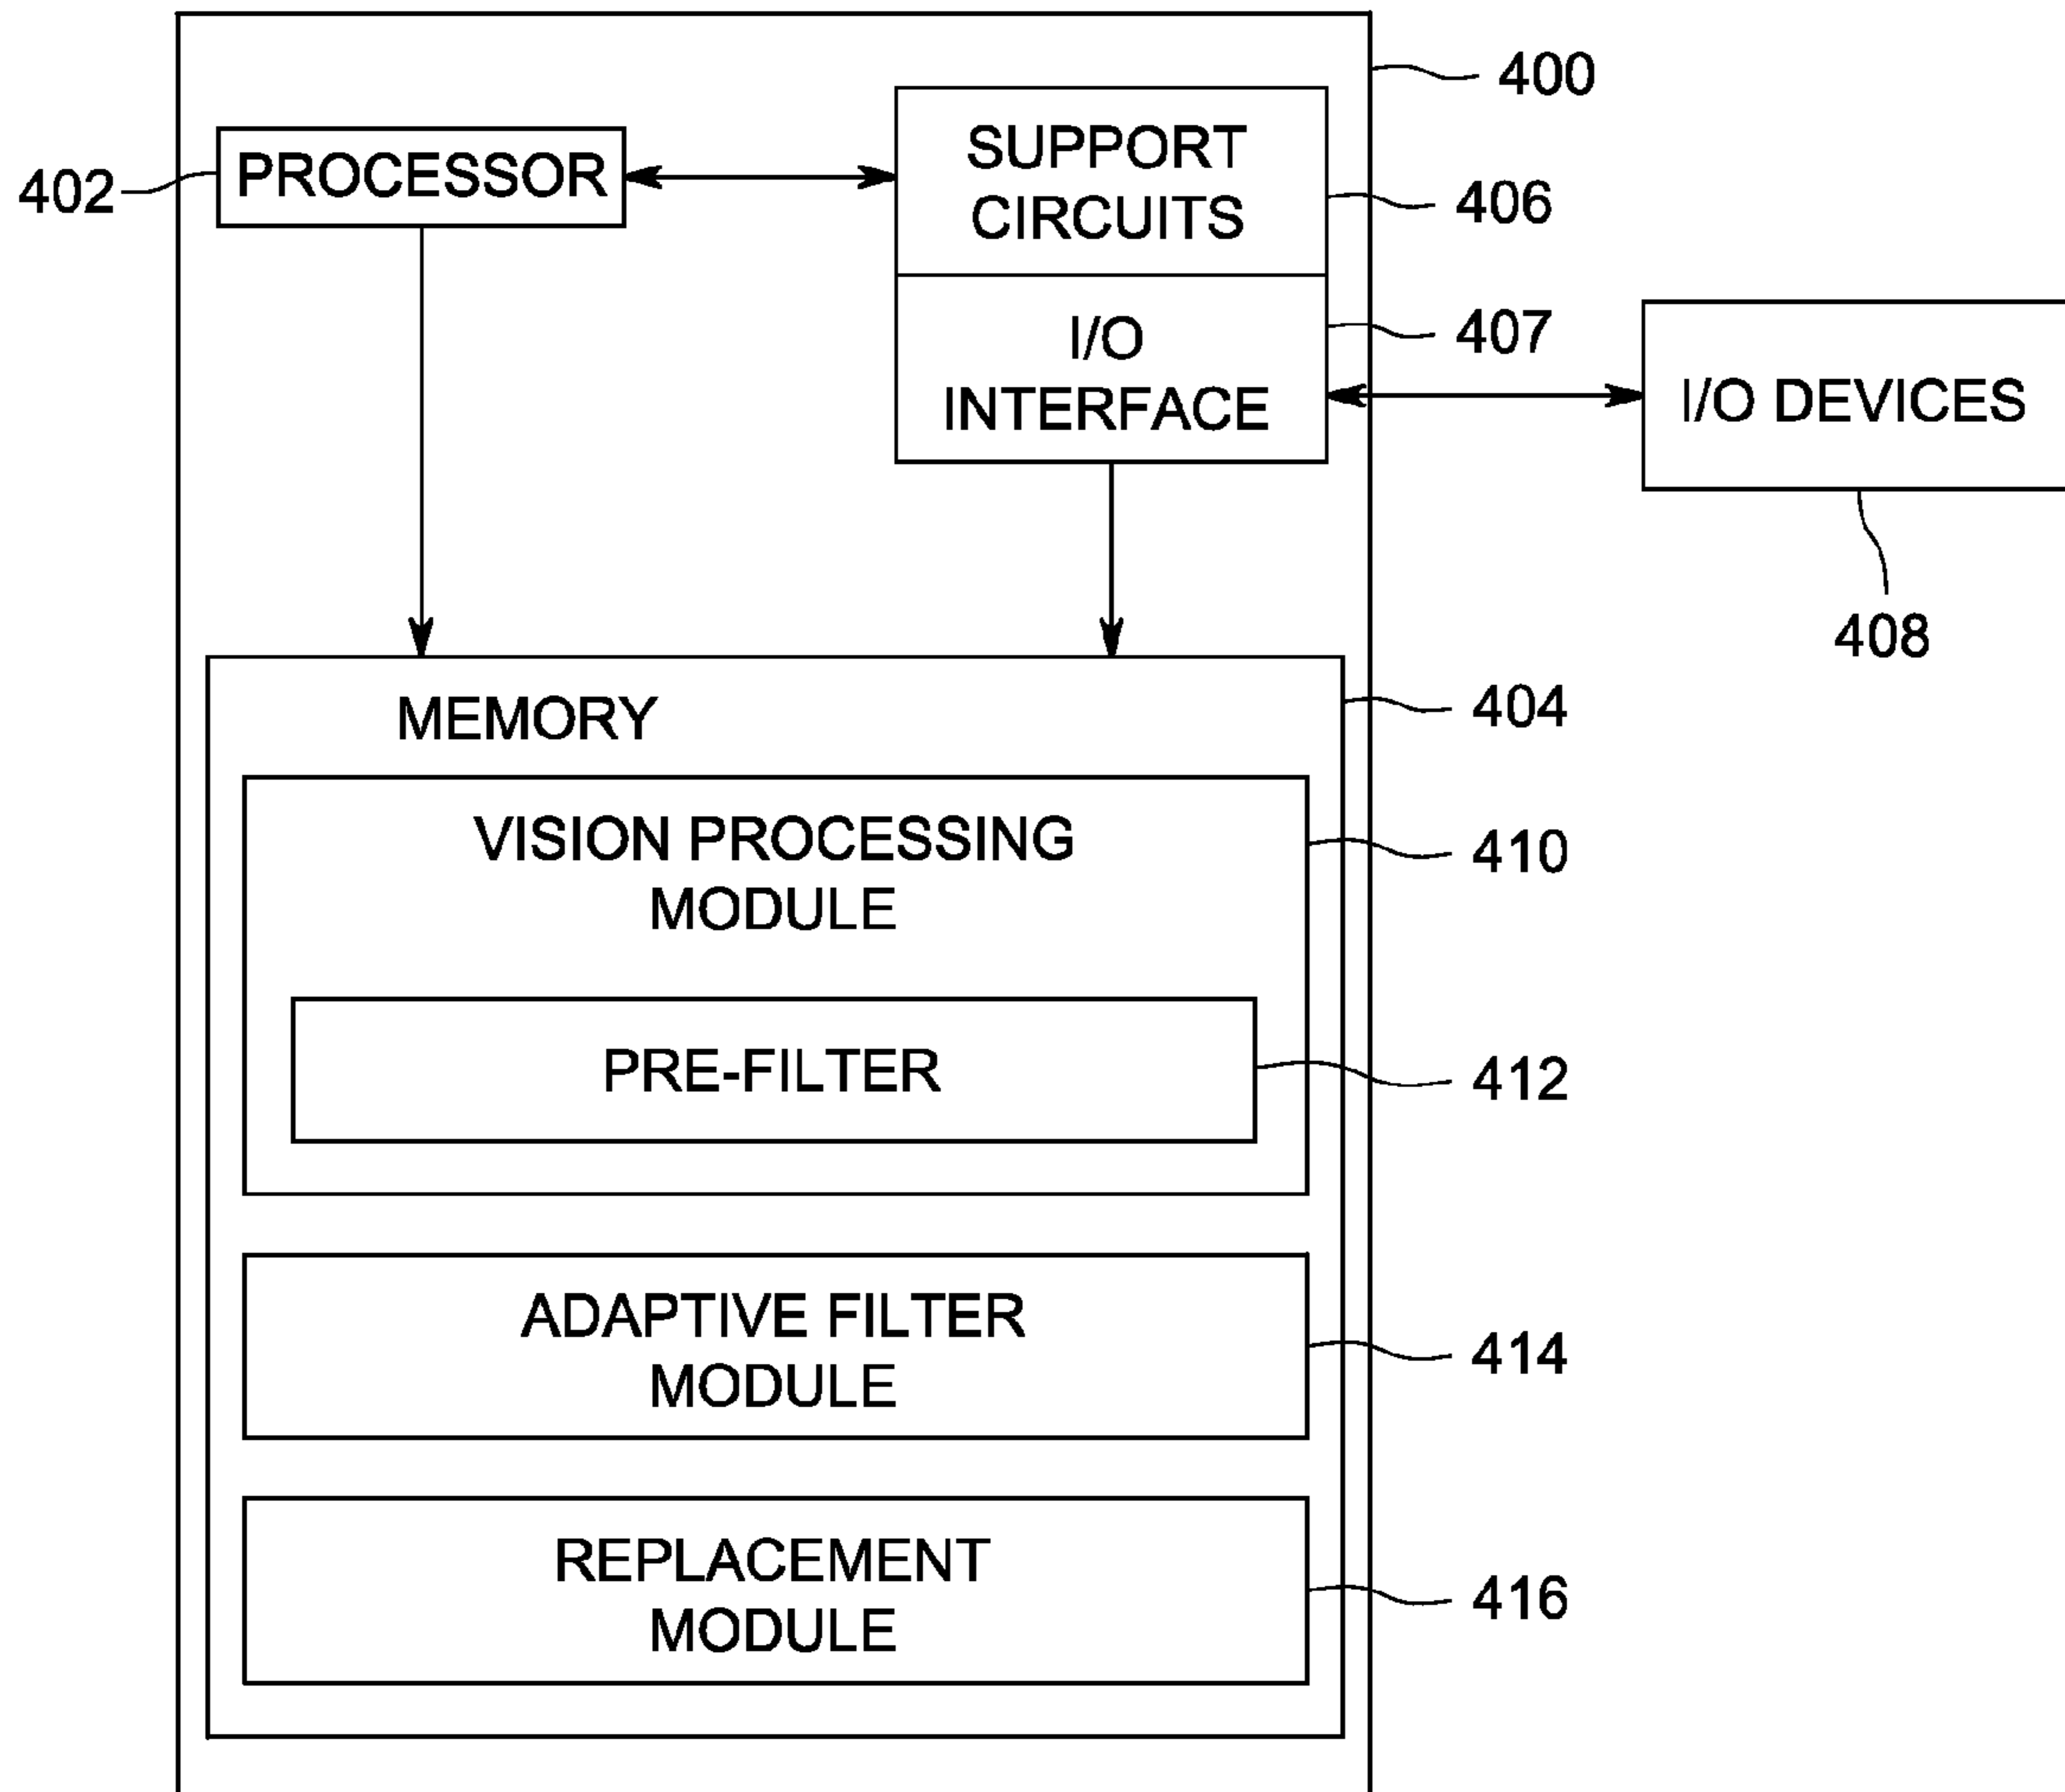 400
PROCESSOR
402
SUPPORT
CIRCUITS
406
I/O
INTERFACE
407
I/O DEVICES
408
MEMORY
404
VISION PROCESSING
MODULE
410
PRE-FILTER
412
ADAPTIVE FILTER
MODULE
414
REPLACEMENT
MODULE
416